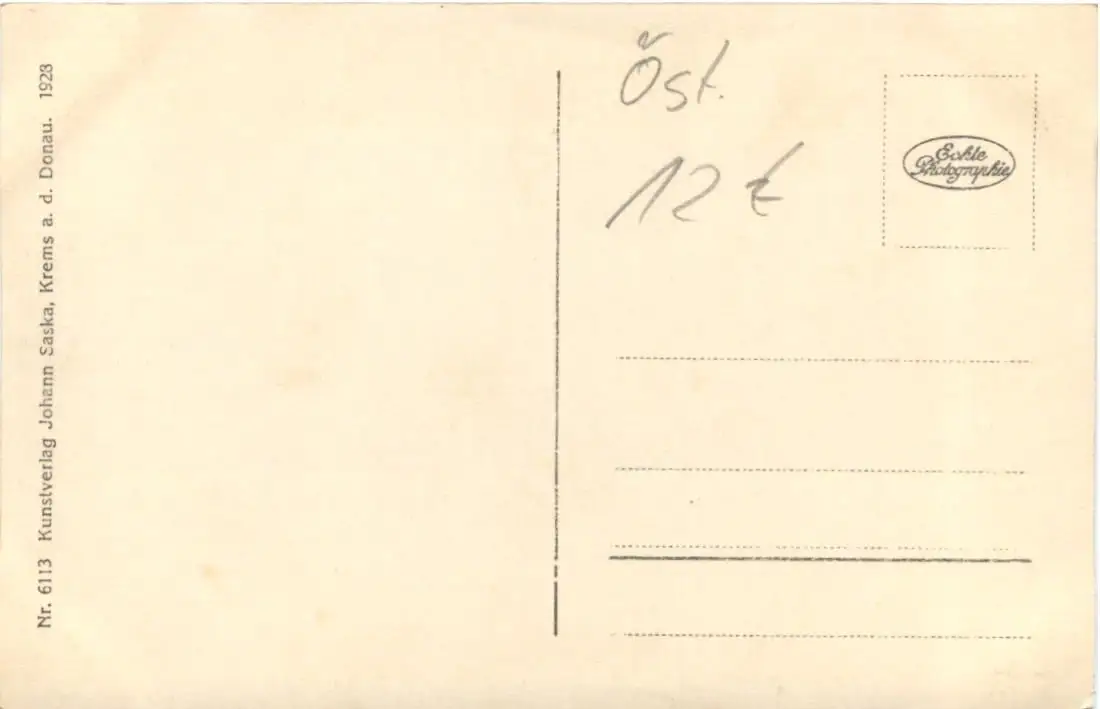 Nr. 6113 Kunstverlag Johann Saska, Krems a. d. Donau. 1928
Öst.
12 €
Echte
Photographie